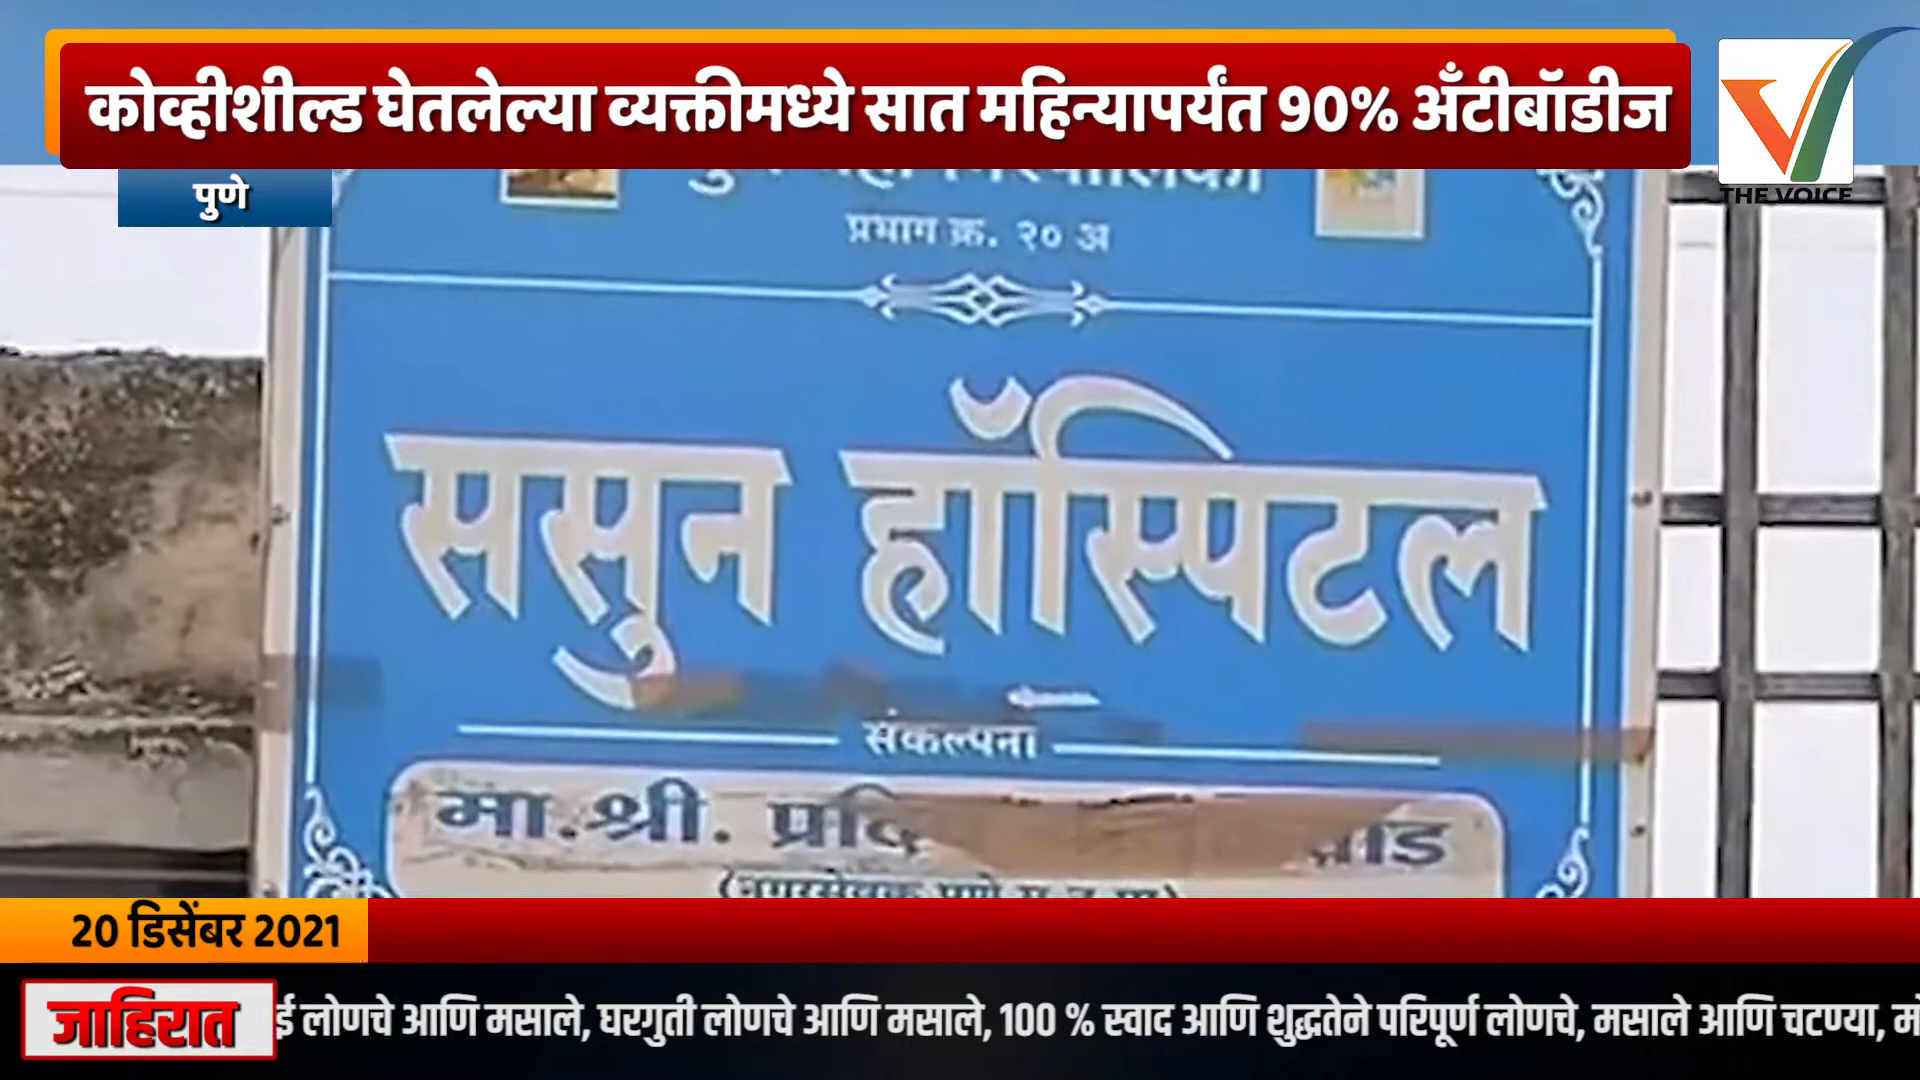 कोव्हीशील्ड घेतलेल्या व्यक्तीमध्ये सात महिन्यापर्यंत 90% अँटीबॉडीज
THE VOICE
पुणे
प्रभाग क्र. २० अ
ससुन हॉस्पिटल
संकल्पना
मा.श्री.
20 डिसेंबर 2021
जाहिरात
ई लोणचे आणि मसाले, घरगुती लोणचे आणि मसाले, 100 % स्वाद आणि शुद्धतेने परिपूर्ण लोणचे, मसाले आणि चटण्या,